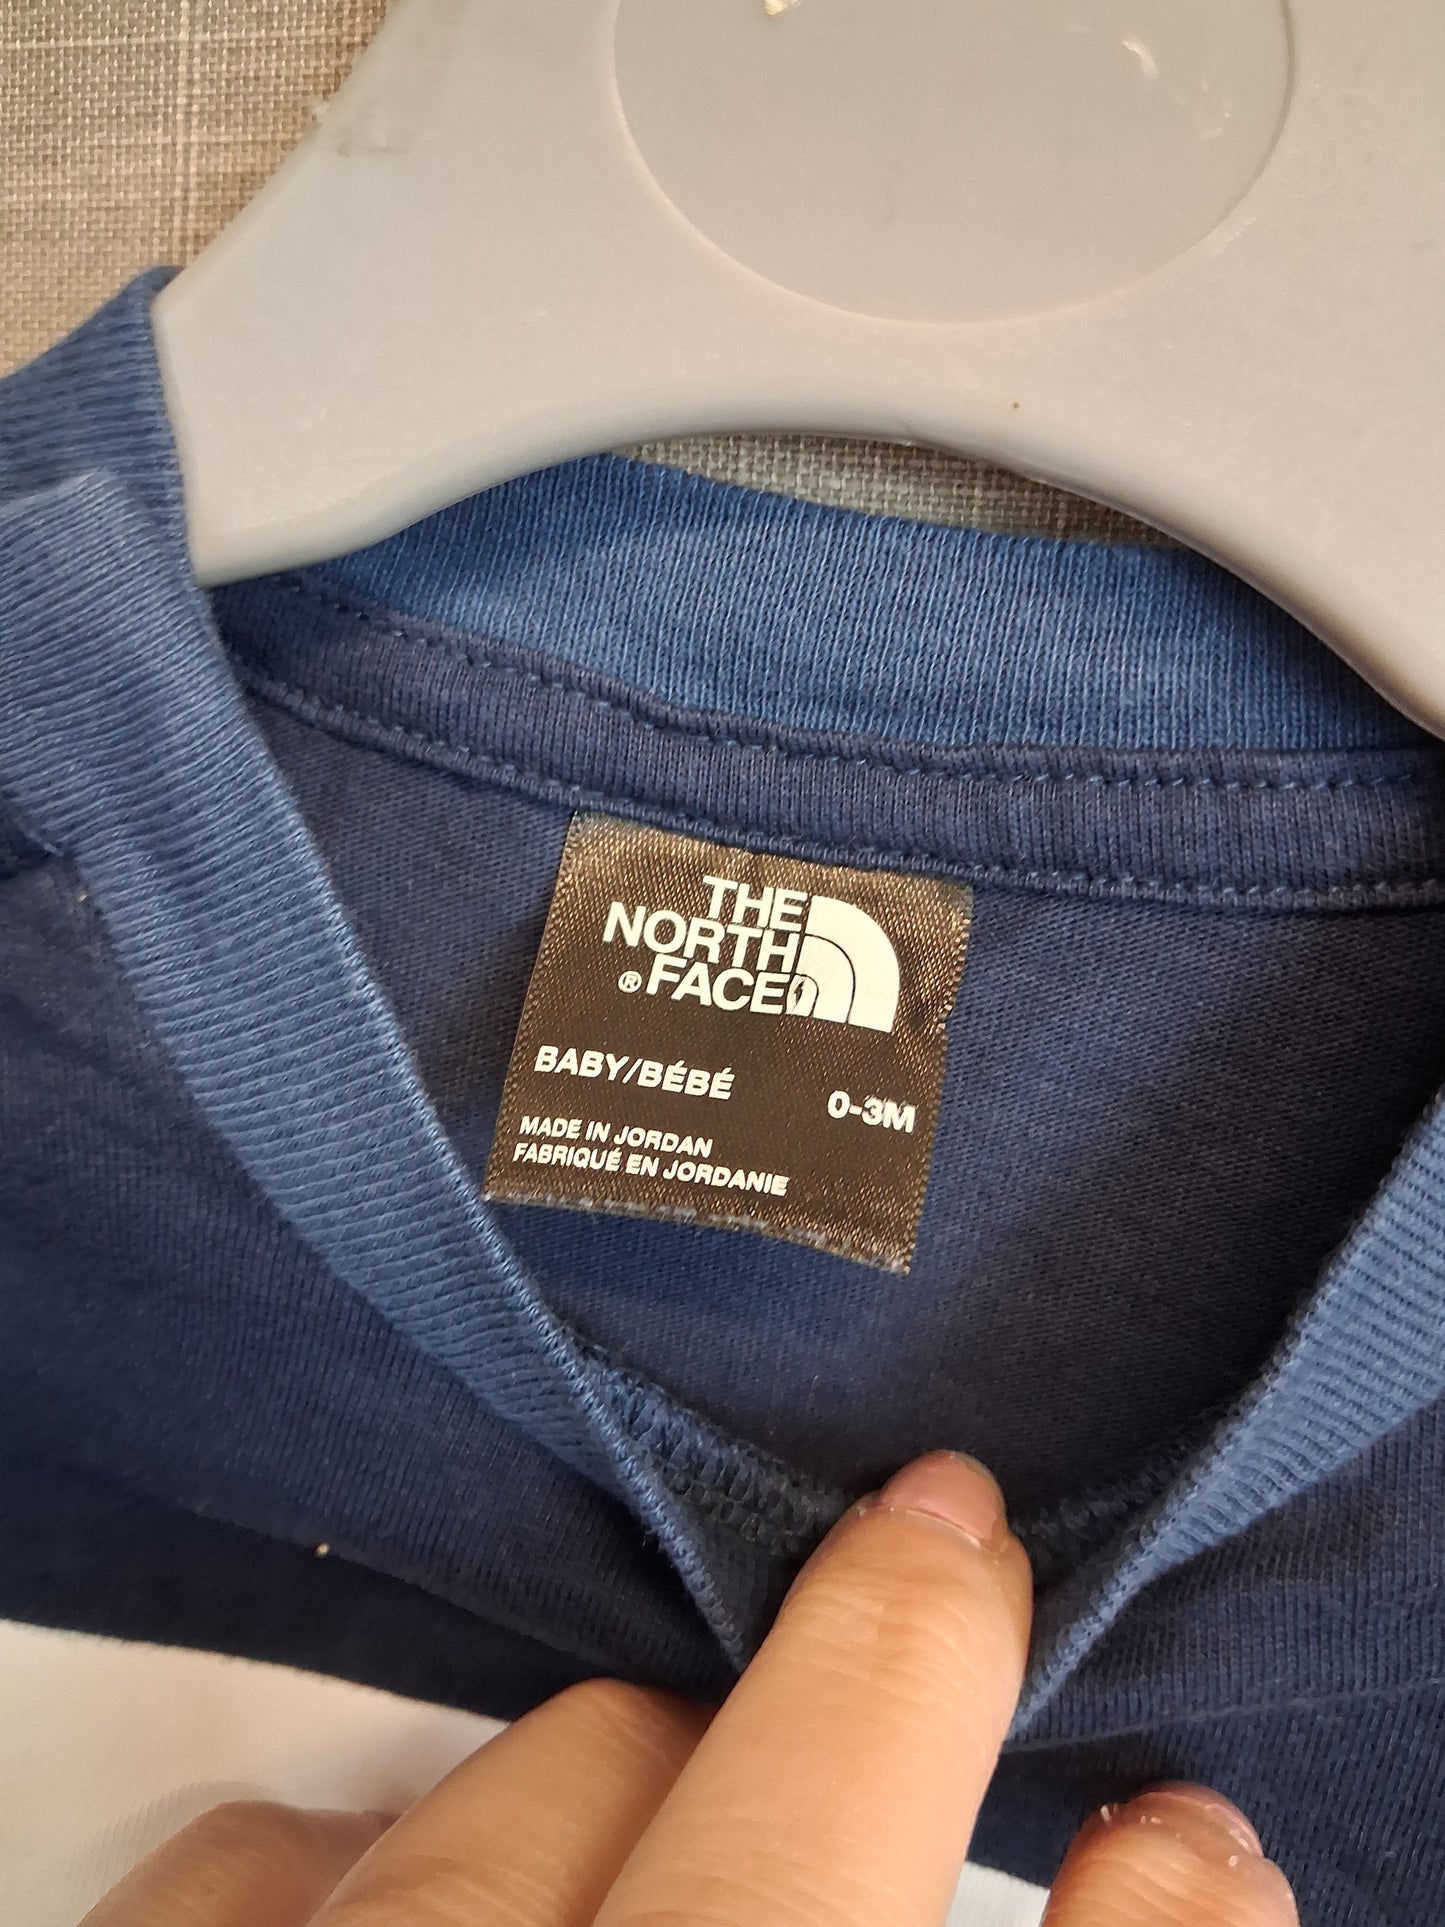 THE
NORTH
® FACE
BABY/BÉBÉ 0-3M
MADE IN JORDAN
FABRIQUÉ EN JORDANIE